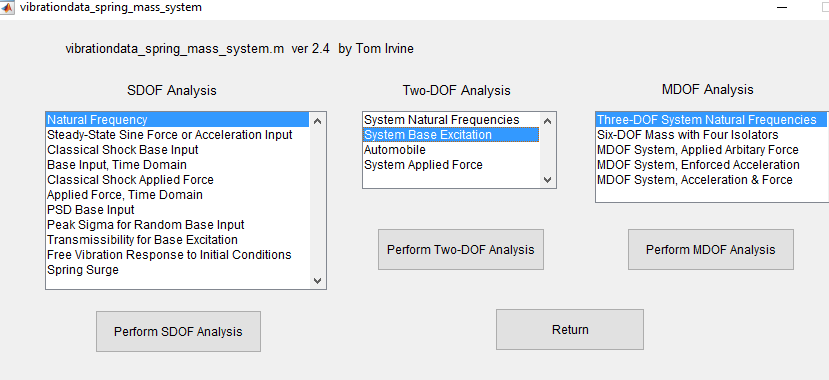 vibrationdata_spring_mass_system
vibrationdata_spring_mass_system.m ver 2.4 by Tom Irvine
SDOF Analysis
Natural Frequency
Steady-State Sine Force or Acceleration Input
Classical Shock Base Input
Base Input, Time Domain
Classical Shock Applied Force
Applied Force, Time Domain
PSD Base Input
Peak Sigma for Random Base Input
Transmissibility for Base Excitation
Free Vibration Response to Initial Conditions
Spring Surge
Perform SDOF Analysis
Two-DOF Analysis
System Natural Frequencies
System Base Excitation
Automobile
System Applied Force
Perform Two-DOF Analysis
MDOF Analysis
Three-DOF System Natural Frequencies
Six-DOF Mass with Four Isolators
MDOF System, Applied Arbitary Force
MDOF System, Enforced Acceleration
MDOF System, Acceleration & Force
Perform MDOF Analysis
Return